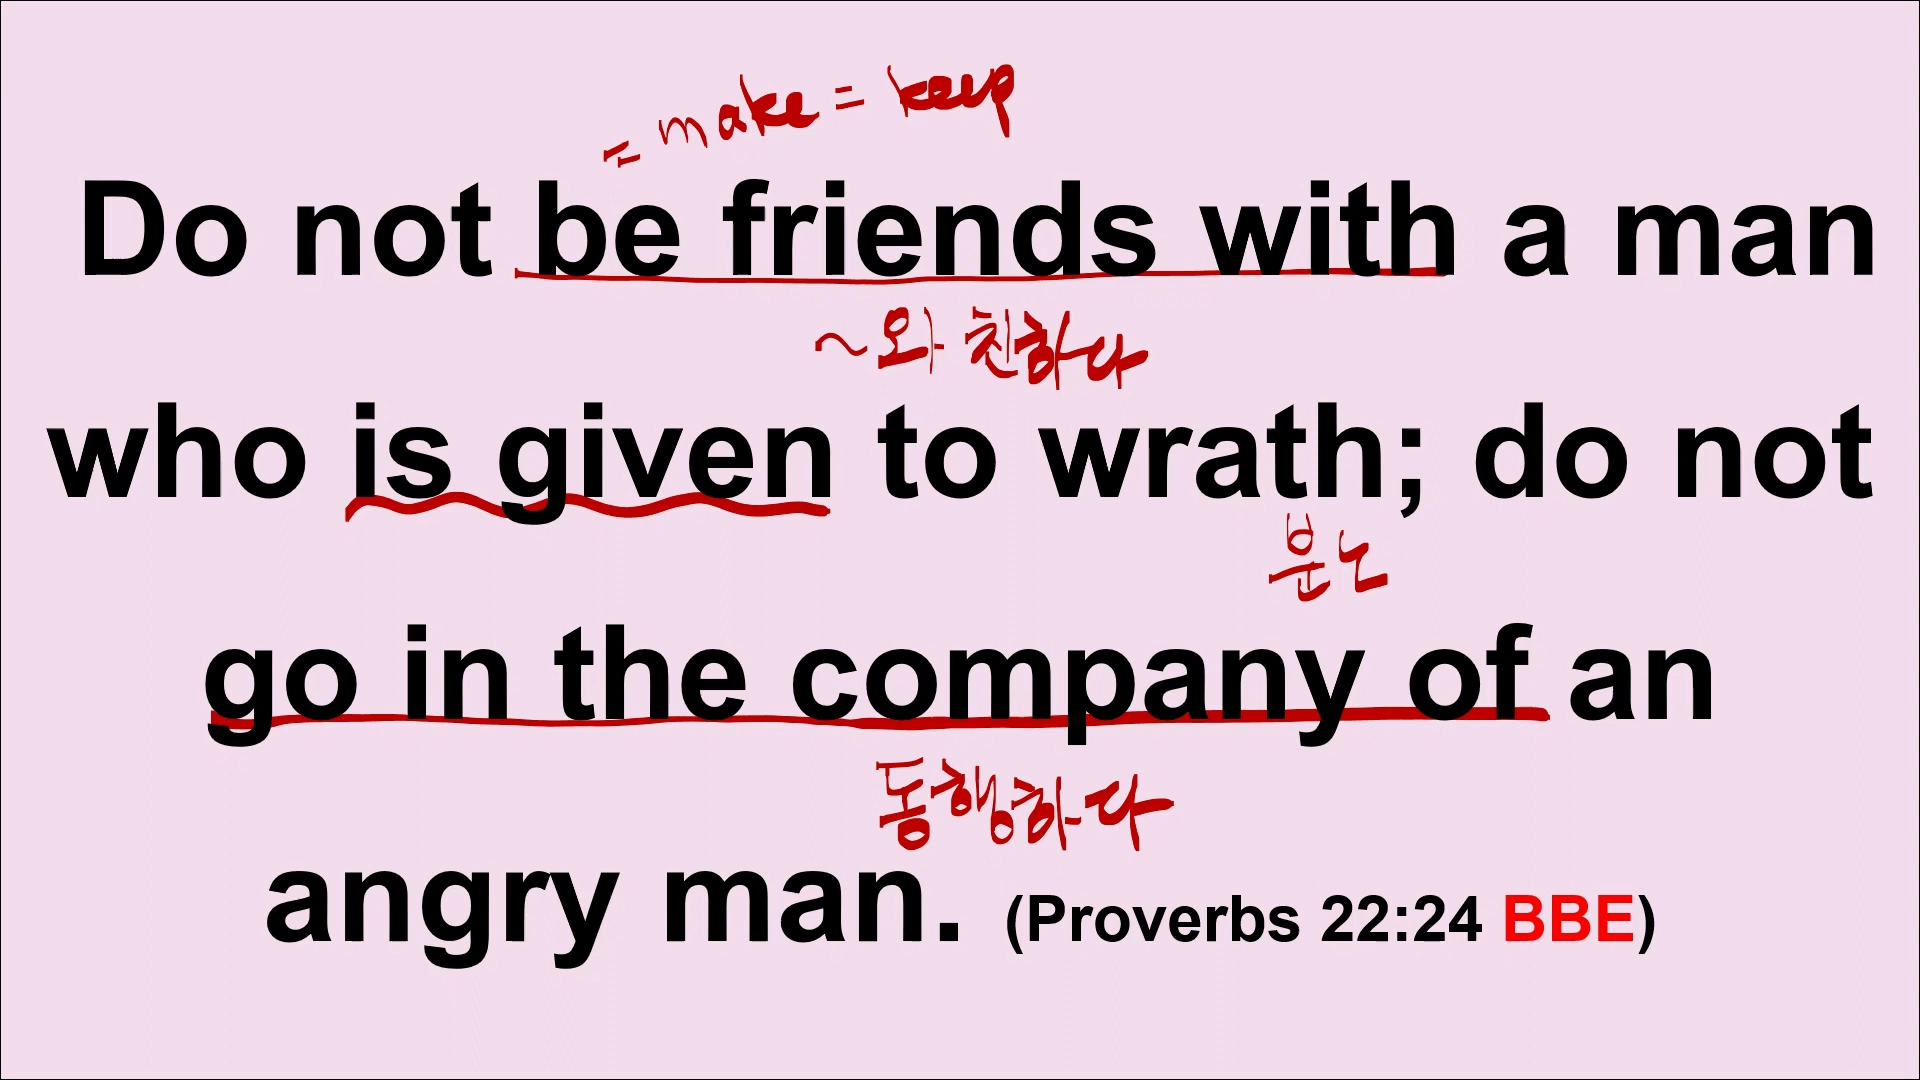 = make = keep
Do not be friends with a man
~와 친하다
who is given to wrath; do not
분노
go in the company of an
동행하다
angry man. (Proverbs 22:24 BBE)